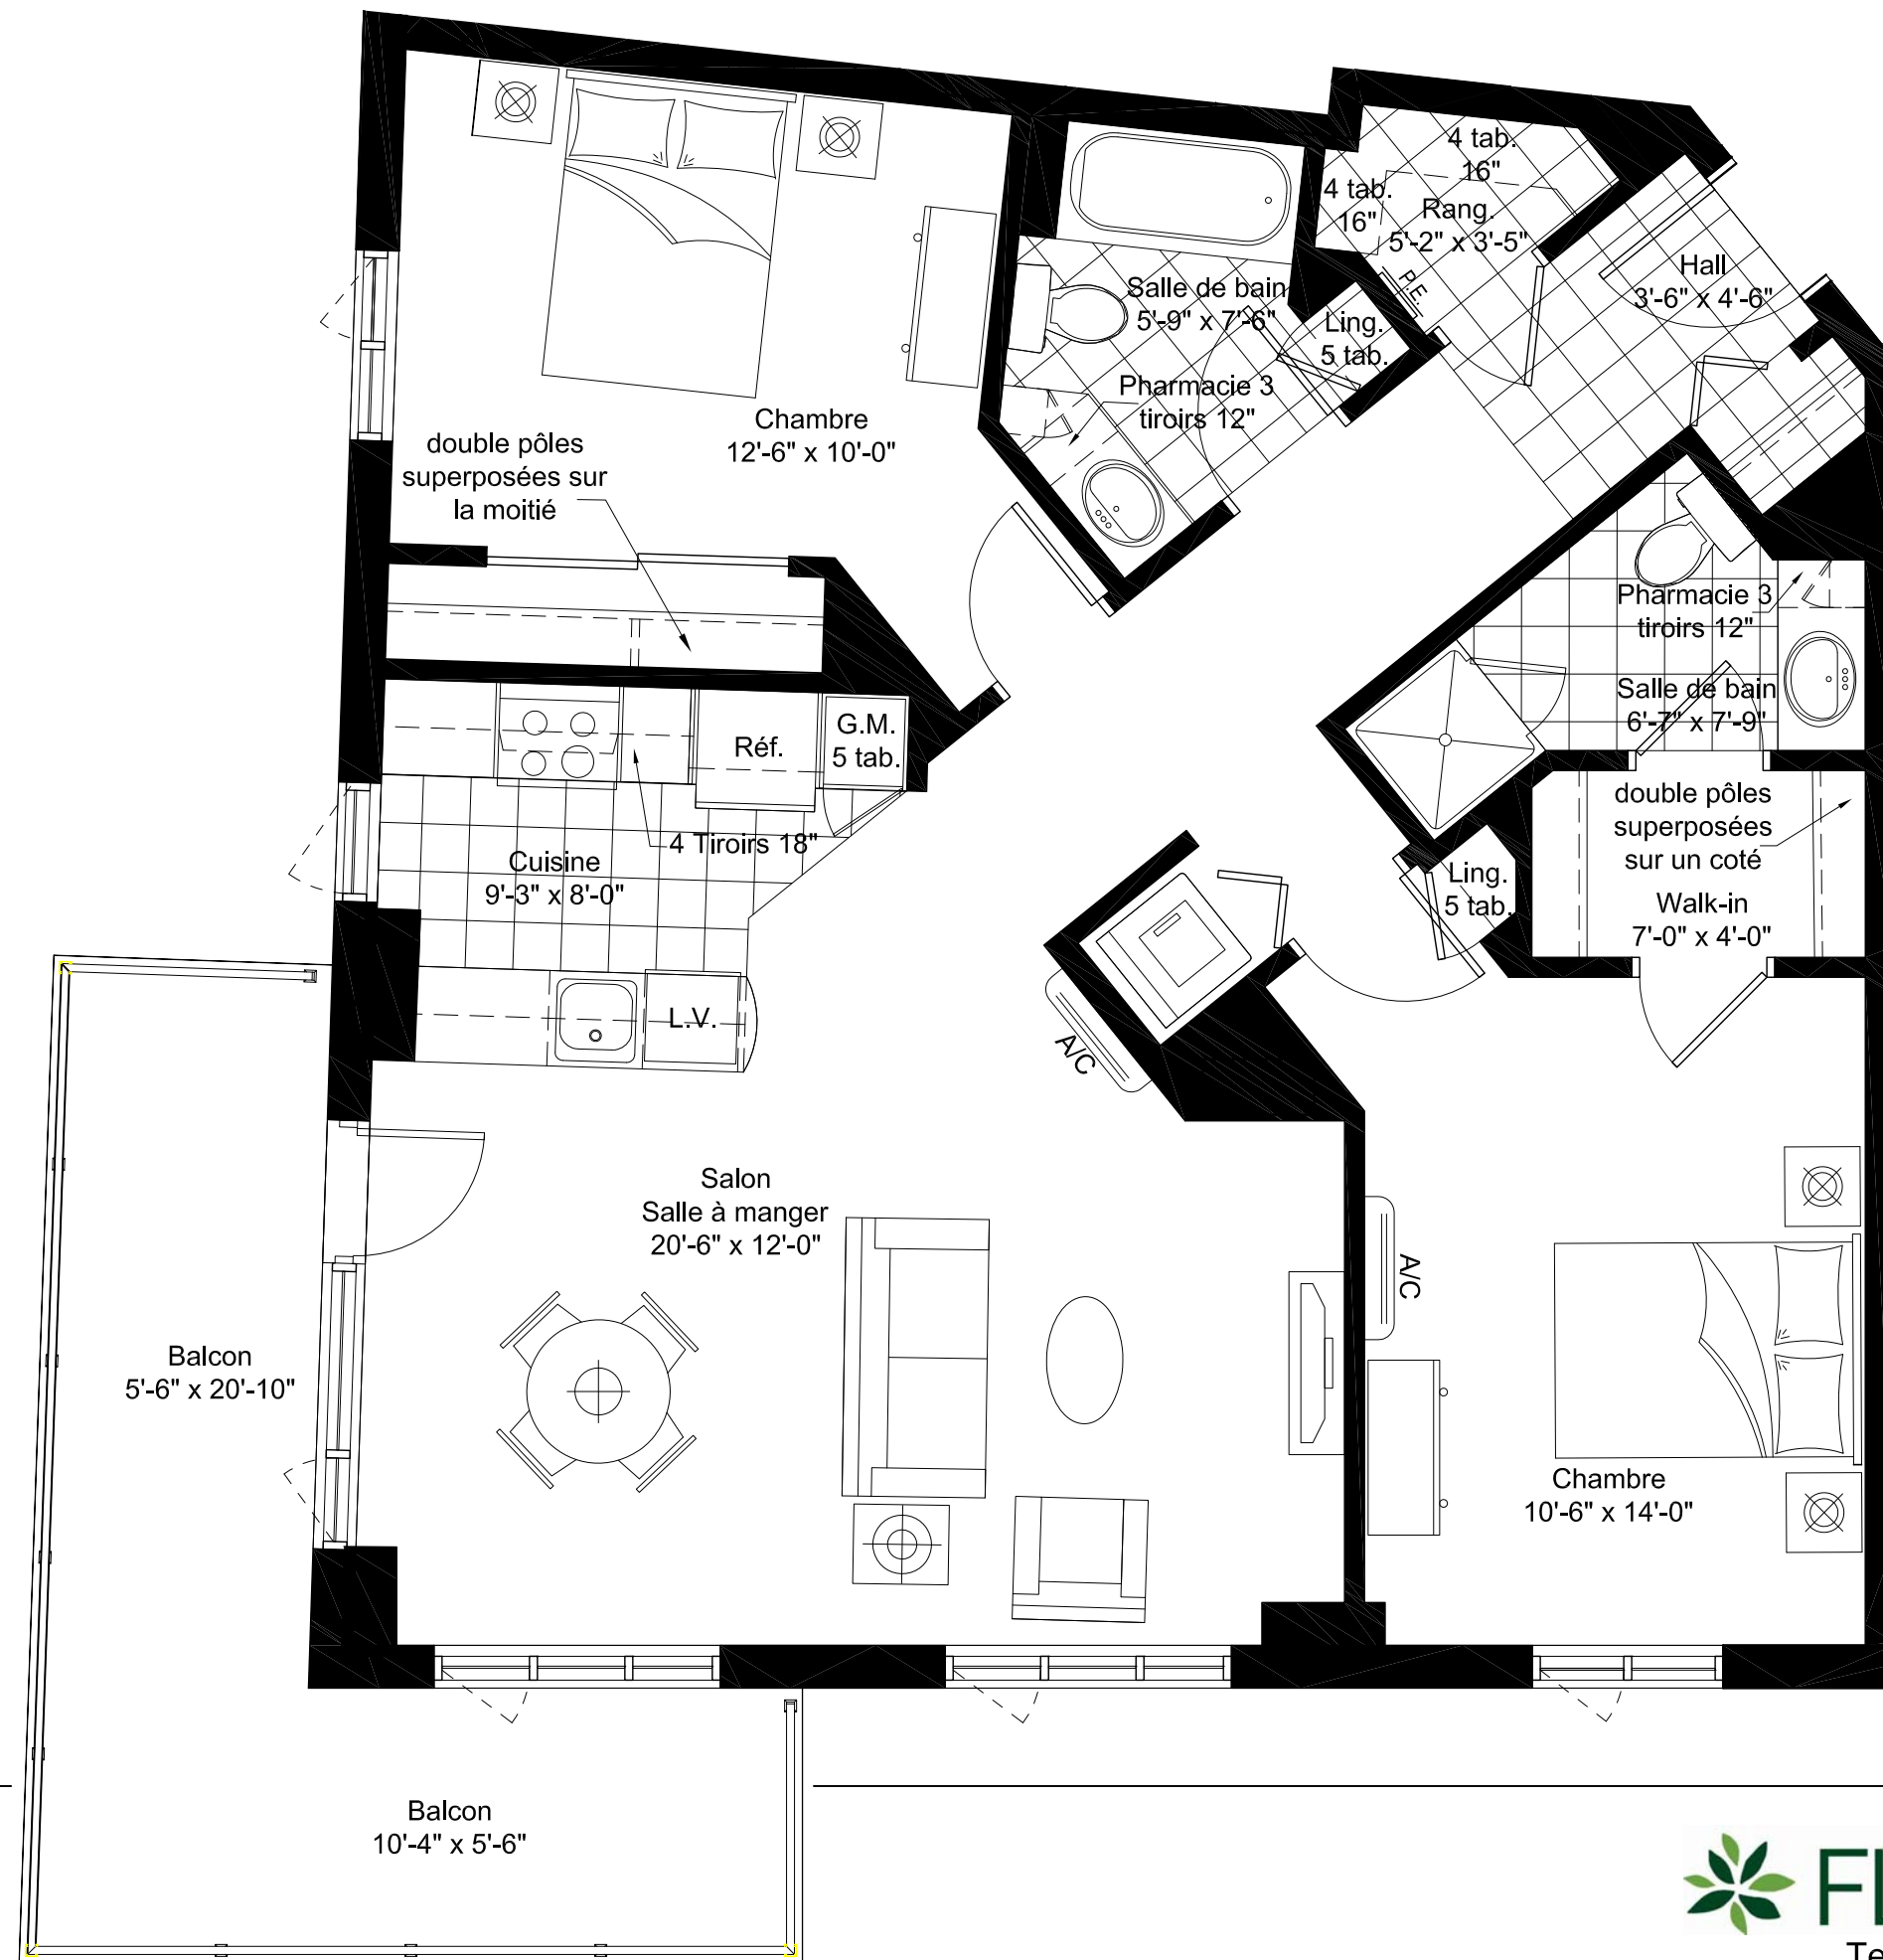 4 tab.
16"
4 tab.
16"
Rang.
5'-2" x 3'-5"
P.E.
Hall
3'-6" x 4'-6"
Salle de bain
5'-9" x 7'-6"
Ling.
5 tab.
Pharmacie 3
tiroirs 12"
Chambre
12'-6" x 10'-0"
double pôles
superposées sur
la moitié
Pharmacie 3
tiroirs 12"
Salle de bain
6'-7" x 7'-9"
G.M.
5 tab.
Réf.
4 Tiroirs 18"
Cuisine
9'-3" x 8'-0"
double pôles
superposées
sur un coté
Ling.
5 tab.
Walk-in
7'-0" x 4'-0"
L.V.
A/C
Salon
Salle à manger
20'-6" x 12'-0"
A/C
Balcon
5'-6" x 20'-10"
Chambre
10'-6" x 14'-0"
Balcon
10'-4" x 5'-6"